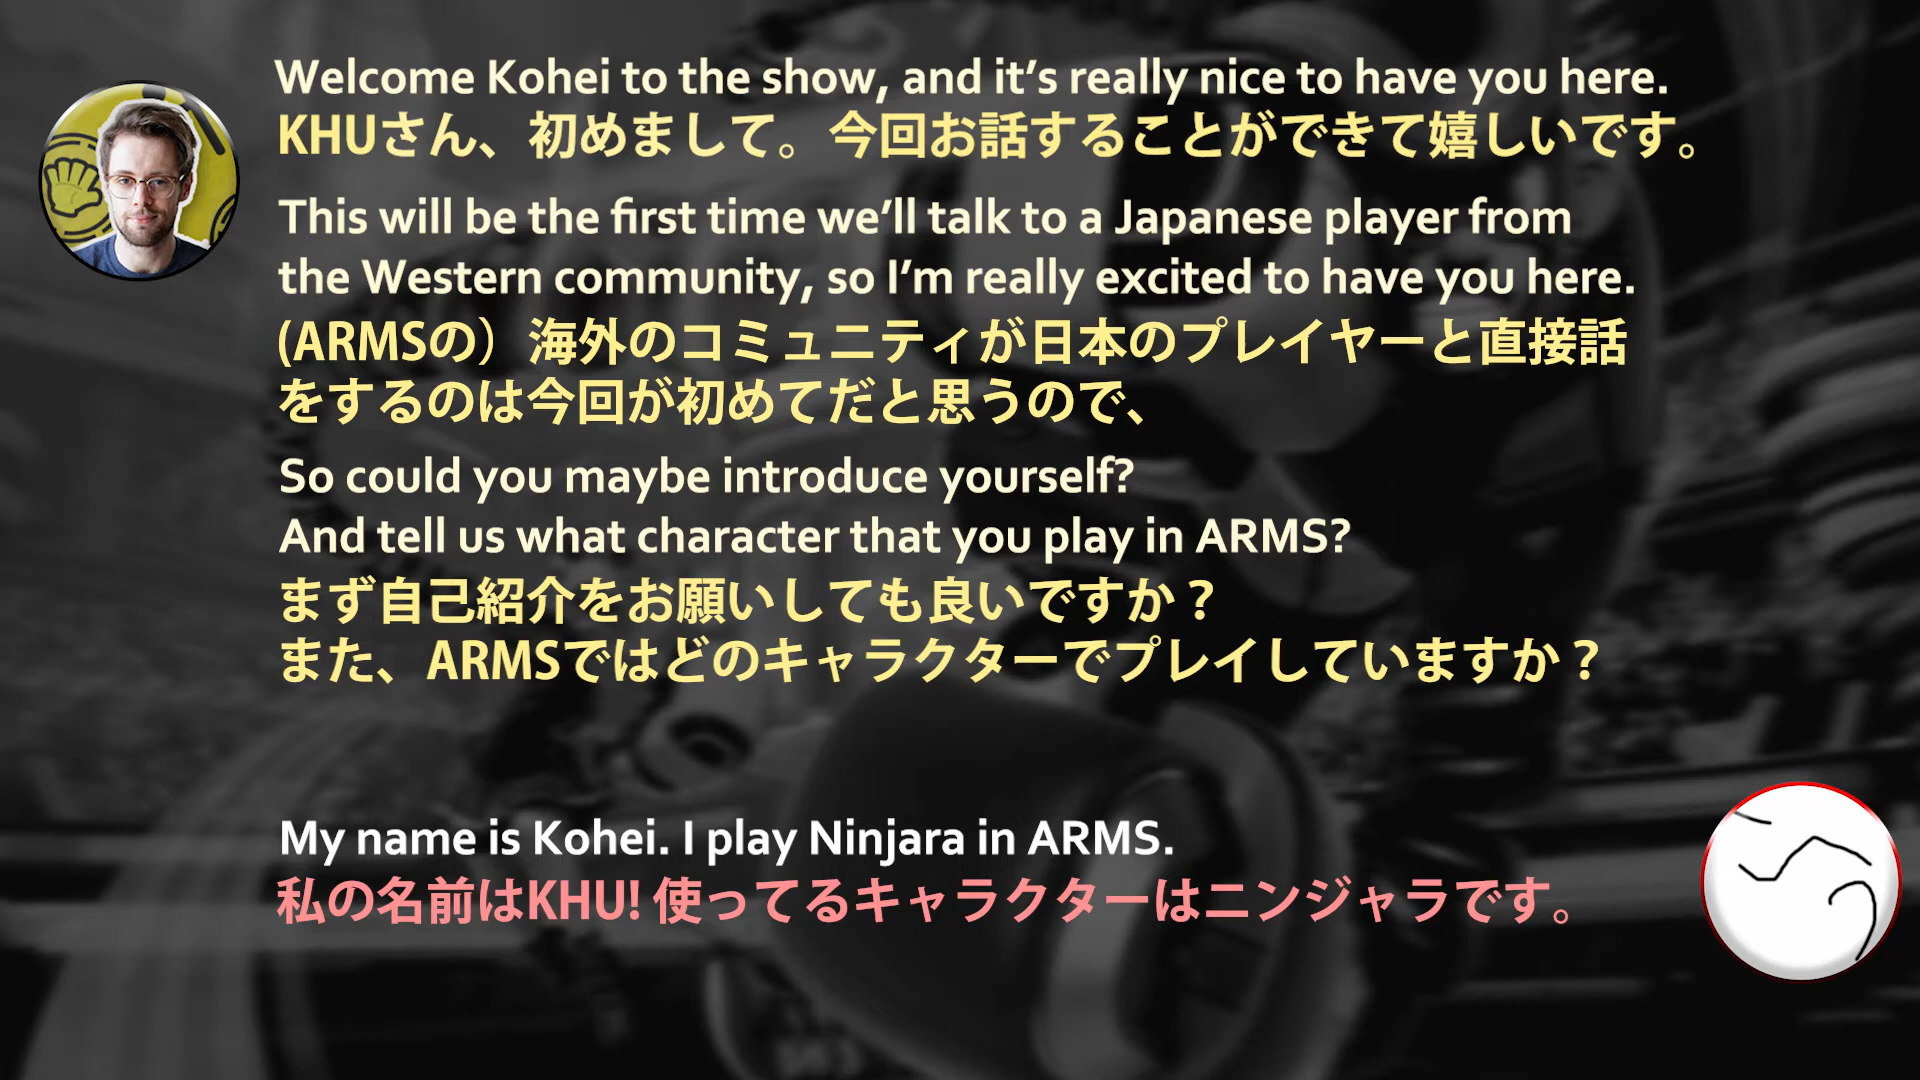 Welcome Kohei to the show, and it’s really nice to have you here.
KHUさん、初めまして。今回お話することができて嬉しいです。
This will be the first time we’ll talk to a Japanese player from
the Western community, so I’m really excited to have you here.
(ARMSの）海外のコミュニティが日本のプレイヤーと直接話
をするのは今回が初めてだと思うので、
So could you maybe introduce yourself?
And tell us what character that you play in ARMS?
まず自己紹介をお願いしても良いですか？
また、ARMSではどのキャラクターでプレイしていますか？
My name is Kohei. I play Ninjara in ARMS.
私の名前はKHU! 使ってるキャラクターはニンジャラです。